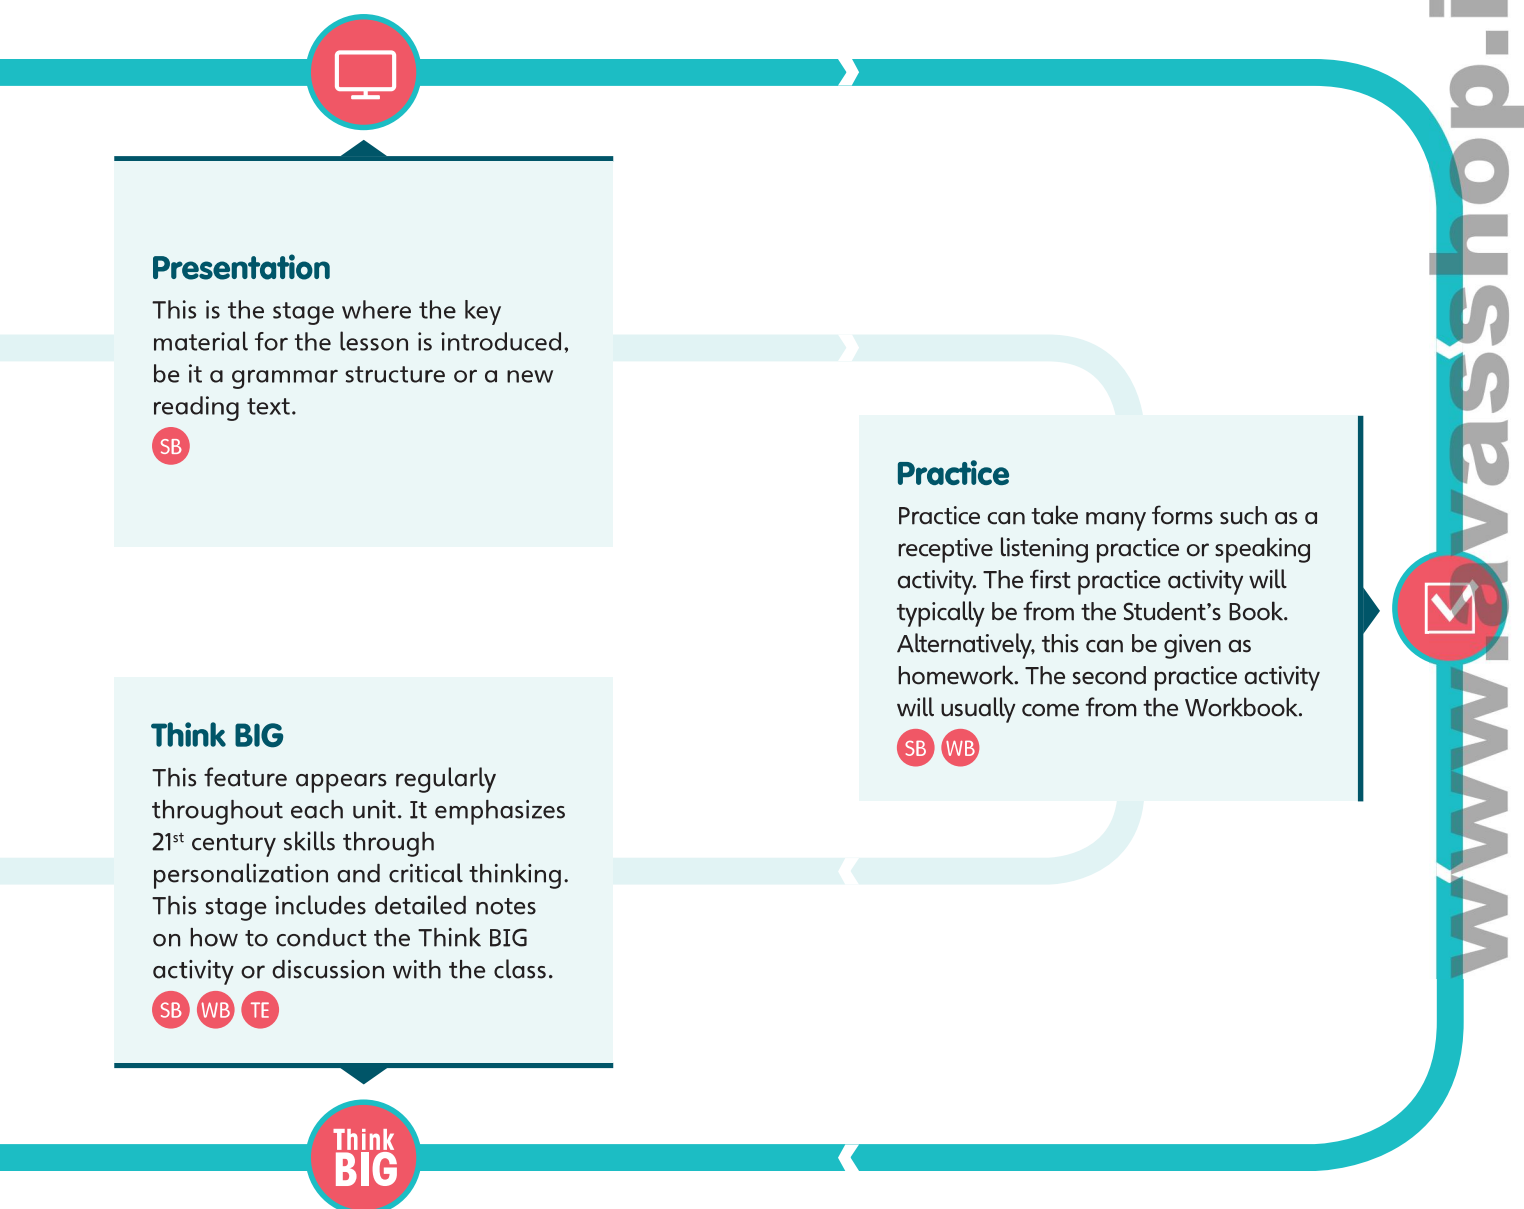 Presentation
This is the stage where the key
material for the lesson is introduced,
be it a grammar structure or a new
reading text.
SB
Practice
Practice can take many forms such as a
receptive listening practice or speaking
activity. The first practice activity will
typically be from the Student's Book.
Alternatively, this can be given as
homework. The second practice activity
will usually come from the Workbook.
SB WB
Think BIG
This feature appears regularly
throughout each unit. It emphasizes
21st century skills through
personalization and critical thinking.
This stage includes detailed notes
on how to conduct the Think BIG
activity or discussion with the class.
SB WB TE
Think
BIG
www.avasshop.i